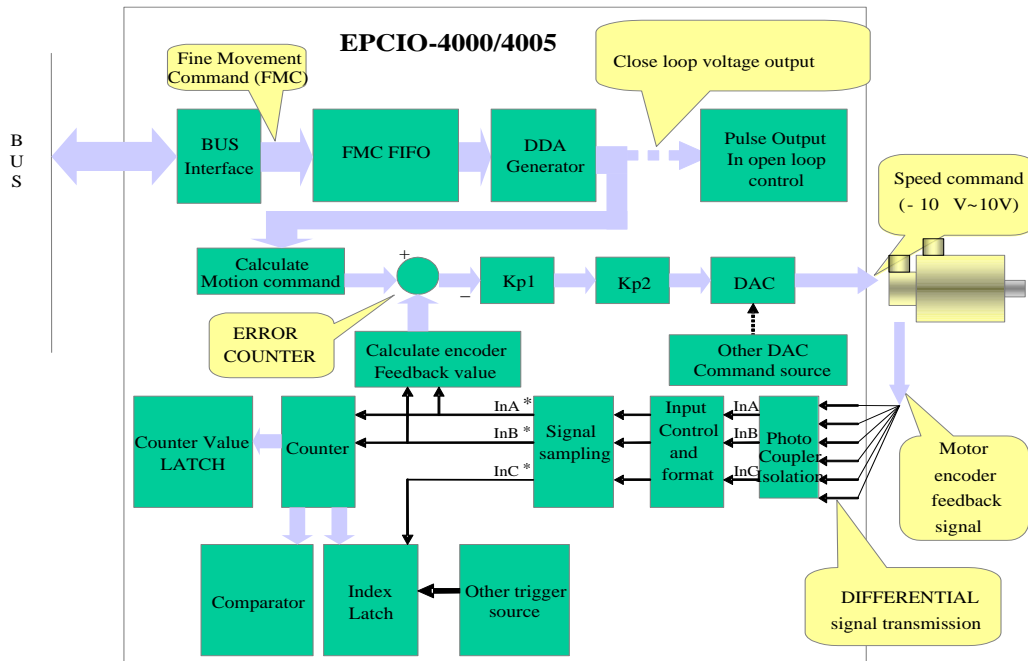 EPCIO-4000/4005
Fine Movement
Command (FMC)
Close loop voltage output
B
U
S
BUS
Interface
FMC FIFO
DDA
Generator
Pulse Output
In open loop
control
Speed command
(- 10 V~10V)
Calculate
Motion command
+
−
Kp1
Kp2
DAC
ERROR
COUNTER
Calculate encoder
Feedback value
Other DAC
Command source
Counter Value
LATCH
Counter
InA *
InB *
InC *
Signal
sampling
Input
Control
and
format
InA
InB
InC
Photo
Coupler
Isolation
Motor
encoder
feedback
signal
Comparator
Index
Latch
Other trigger
source
DIFFERENTIAL
signal transmission